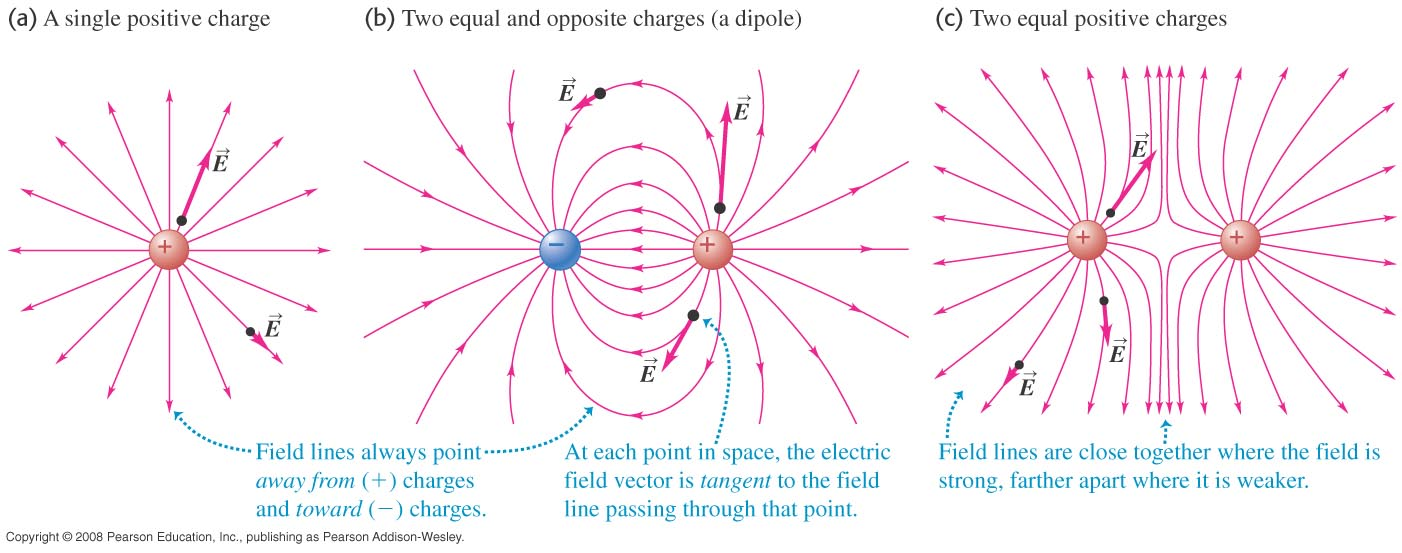 (a) A single positive charge
(b) Two equal and opposite charges (a dipole)
(c) Two equal positive charges
E⃗
E⃗
+
E⃗
E⃗
−
+
E⃗
E⃗
+
+
E⃗
E⃗
Field lines always point
away from (+) charges
and toward (−) charges.
At each point in space, the electric
field vector is tangent to the field
line passing through that point.
Field lines are close together where the field is
strong, farther apart where it is weaker.
Copyright © 2008 Pearson Education, Inc., publishing as Pearson Addison-Wesley.